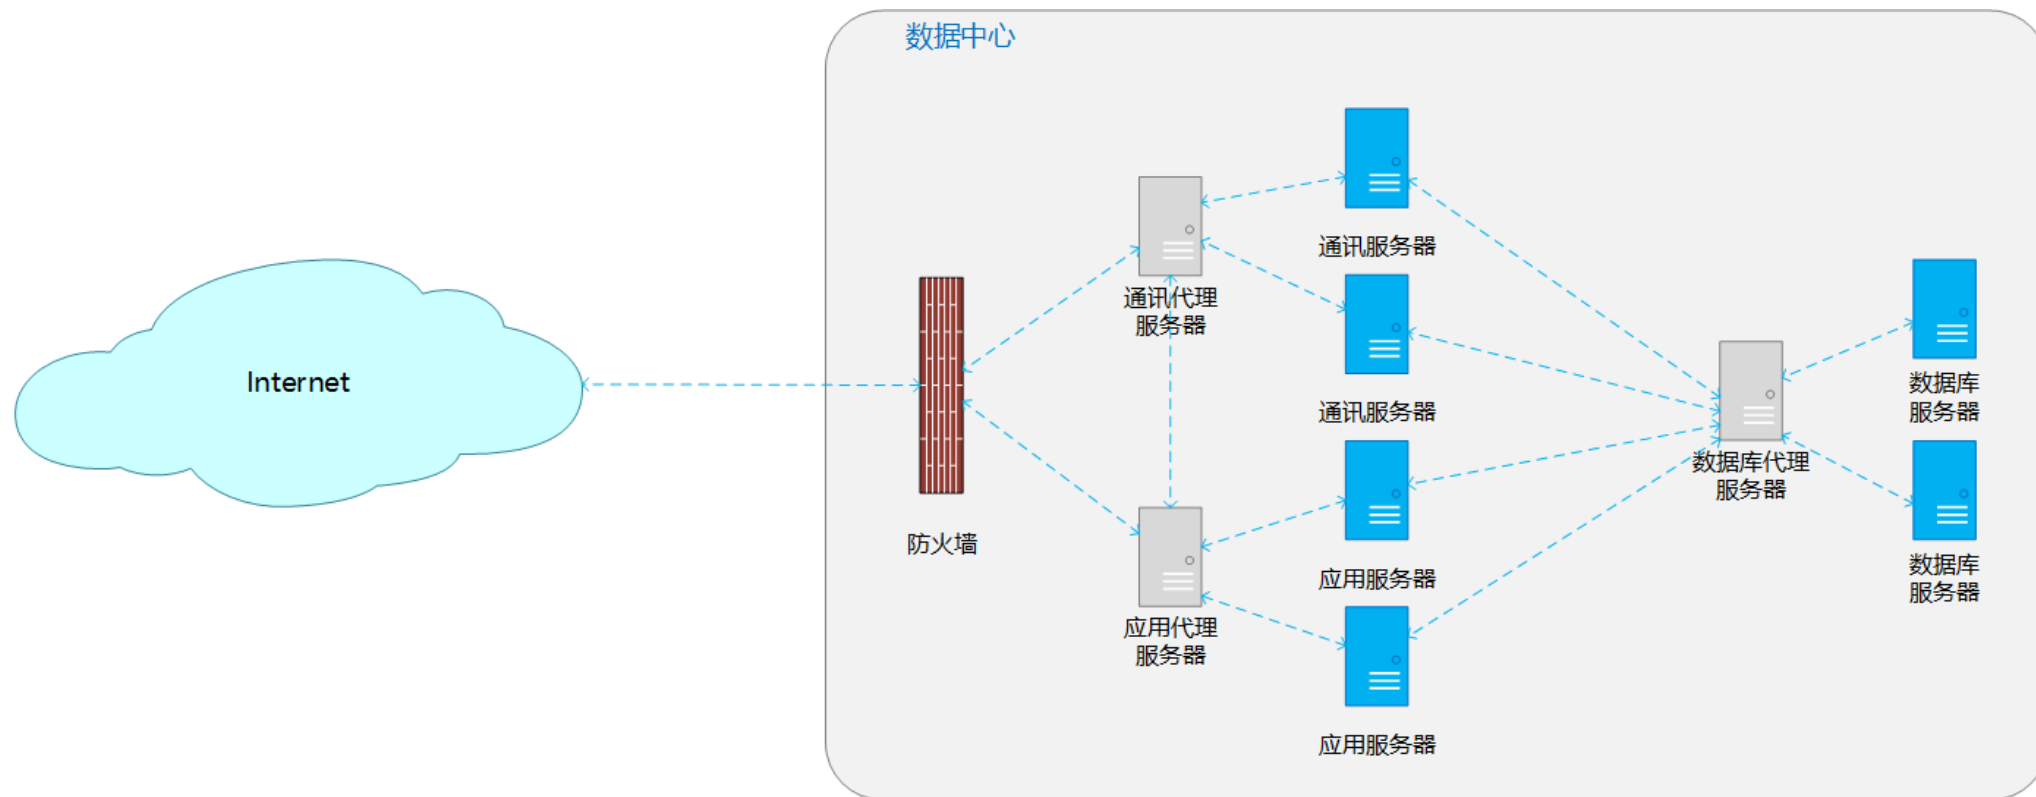 数据中心
Internet
防火墙
通讯代理
服务器
应用代理
服务器
通讯服务器
通讯服务器
应用服务器
应用服务器
数据库代理
服务器
数据库
服务器
数据库
服务器